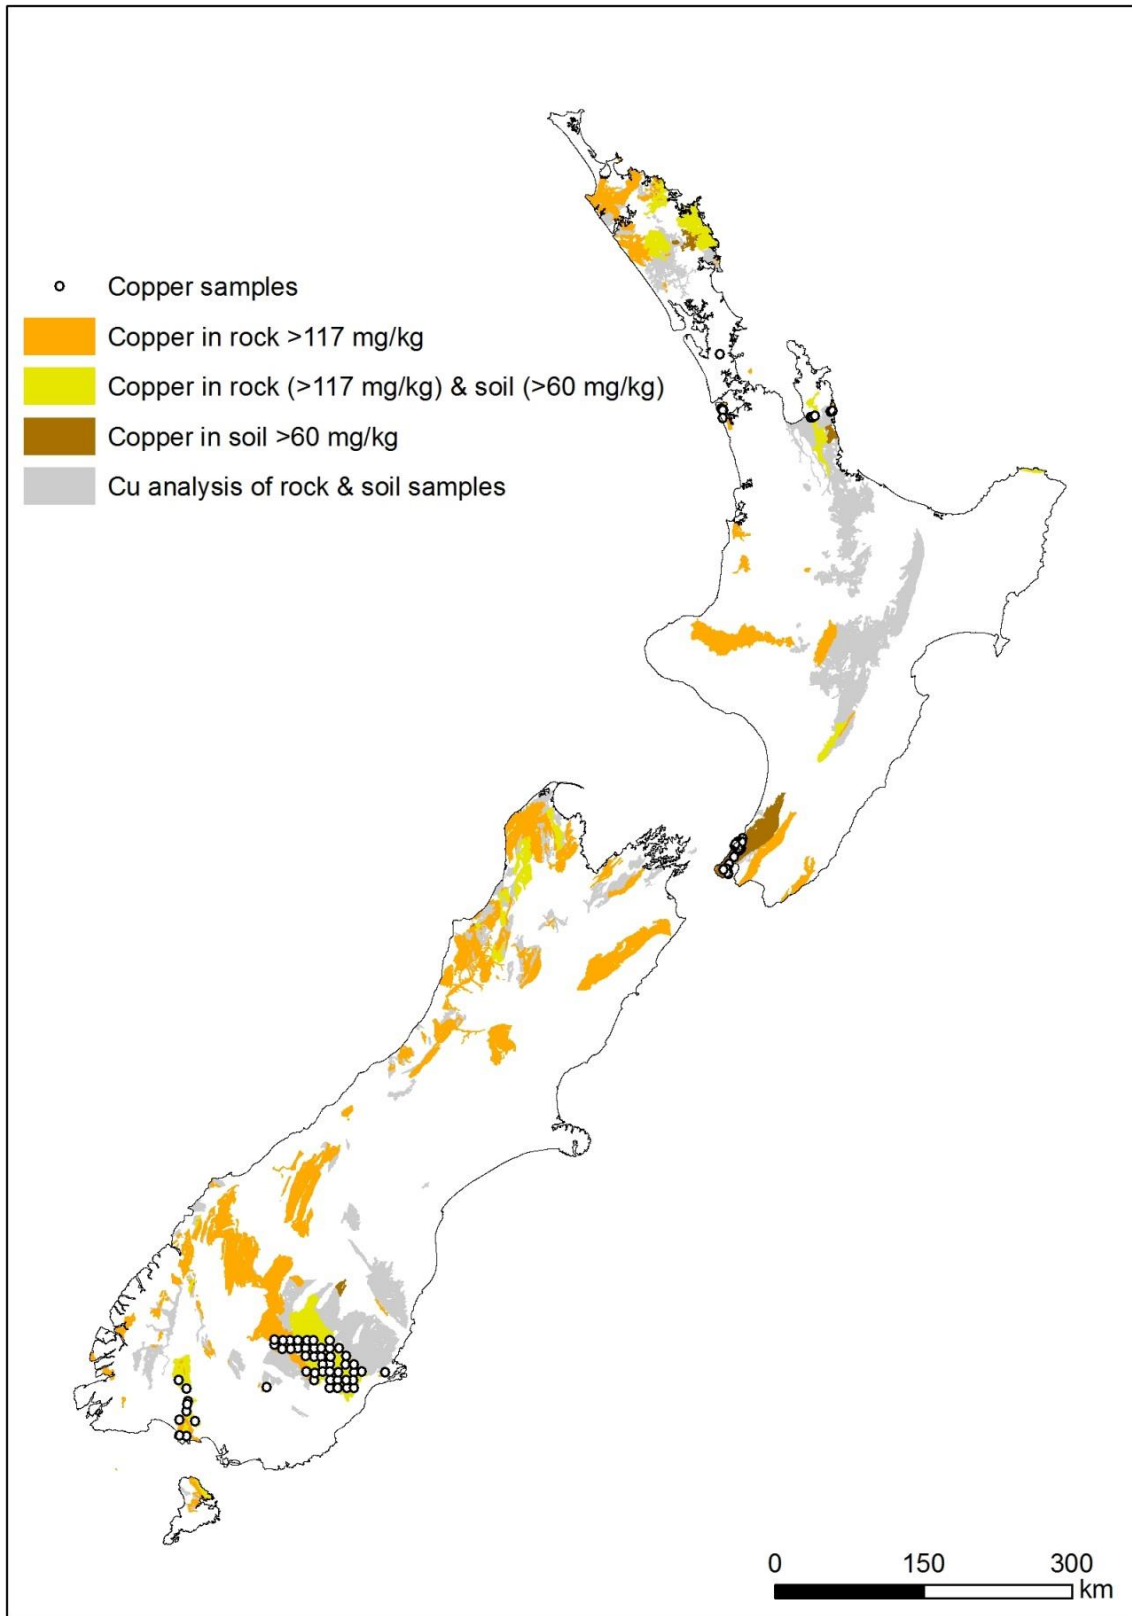 Copper samples
Copper in rock >117 mg/kg
Copper in rock (>117 mg/kg) & soil (>60 mg/kg)
Copper in soil >60 mg/kg
Cu analysis of rock & soil samples
0 150 300
km